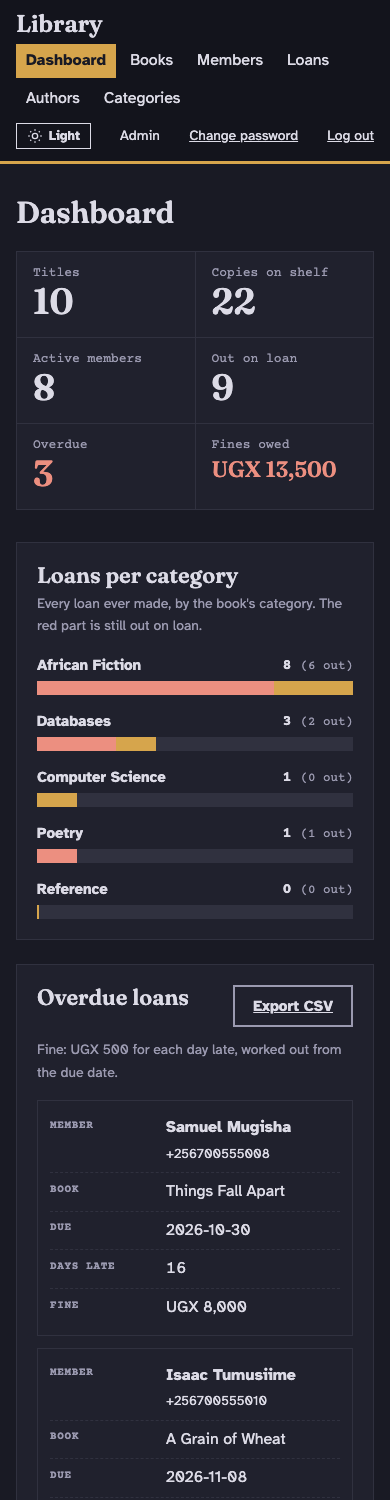 Library
Dashboard Books Members Loans
Authors Categories
Light Admin Change password Log out
Dashboard
Titles Copies on shelf
10 22
Active members Out on loan
8 9
Overdue Fines owed
3 UGX 13,500
Loans per category
Every loan ever made, by the book's category. The
red part is still out on loan.
African Fiction 8 (6 out)
Databases 3 (2 out)
Computer Science 1 (0 out)
Poetry 1 (1 out)
Reference 0 (0 out)
Overdue loans Export CSV
Fine: UGX 500 for each day late, worked out from
the due date.
MEMBER Samuel Mugisha
+256700555008
BOOK Things Fall Apart
DUE 2026-10-30
DAYS LATE 16
FINE UGX 8,000
MEMBER Isaac Tumusiime
+256700555010
BOOK A Grain of Wheat
DUE 2026-11-08